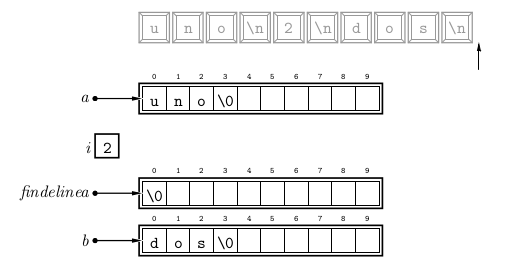 u n o \n 2 \n d o s \n
0 1 2 3 4 5 6 7 8 9
a u n o \0
i 2
0 1 2 3 4 5 6 7 8 9
findelinea \0
0 1 2 3 4 5 6 7 8 9
b d o s \0